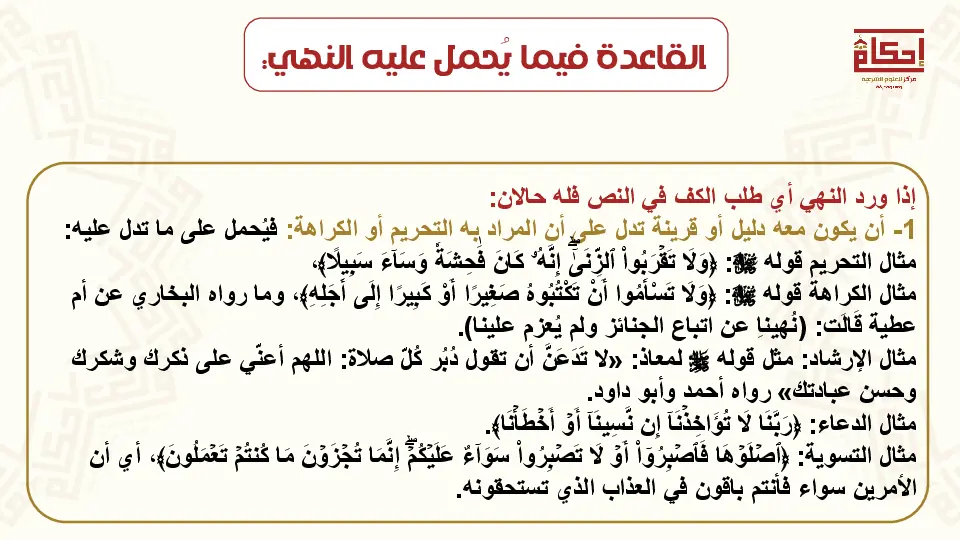 القاعدة فيما يُحمل عليه النهي:
إحكام
مركز للعلوم الشرعية
إذا ورد النهي أي طلب الكف في النص فله حالان:
1- أن يكون معه دليل أو قرينة تدل على أن المراد به التحريم أو الكراهة: فيُحمل على ما تدل عليه:
مثال التحريم قوله ﷻ: ﴿وَلَا تَقۡرَبُواْ ٱلزِّنَىٰٓۖ إِنَّهُۥ كَانَ فَٰحِشَةٗ وَسَآءَ سَبِيلًا﴾،
مثال الكراهة قوله ﷻ: ﴿وَلَا تَسْأَمُوا أَنْ تَكْتُبُوهُ صَغِيرًا أَوْ كَبِيرًا إِلَى أَجَلِهِ﴾، وما رواه البخاري عن أم
عطية قَالَت: (نُهينا عن اتباع الجنائز ولم يُعزم علينا).
مثال الإرشاد: مثل قوله ﷺ لمعاذ: «لا تَدَعَنَّ أن تقول دُبُر كُلّ صلاة: اللهم أعنّي على ذكرك وشكرك
وحسن عبادتك» رواه أحمد وأبو داود.
مثال الدعاء: ﴿رَبَّنَا لَا تُؤَاخِذۡنَآ إِن نَّسِينَآ أَوۡ أَخۡطَأۡنَا﴾.
مثال التسوية: ﴿ٱصۡلَوۡهَا فَٱصۡبِرُوٓاْ أَوۡ لَا تَصۡبِرُواْ سَوَآءٌ عَلَيۡكُمۡۖ إِنَّمَا تُجۡزَوۡنَ مَا كُنتُمۡ تَعۡمَلُونَ﴾، أي أن
الأمرين سواء فأنتم باقون في العذاب الذي تستحقونه.